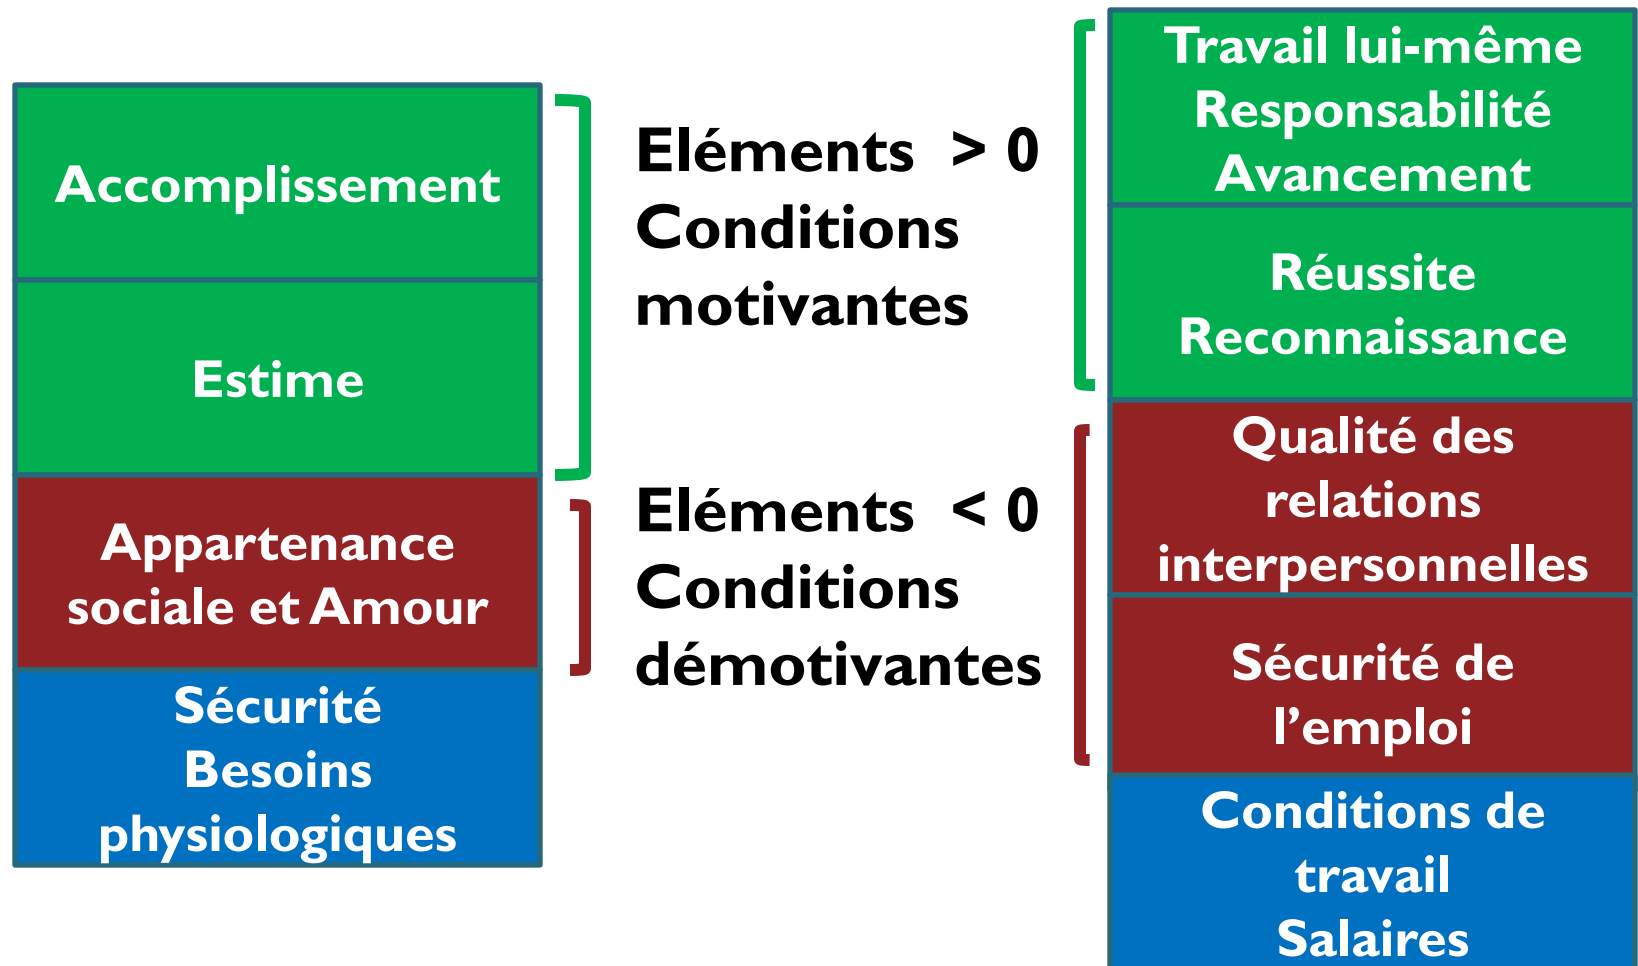 Accomplissement
Estime
Appartenance
sociale et Amour
Sécurité
Besoins
physiologiques
Eléments > 0
Conditions
motivantes
Eléments < 0
Conditions
démotivantes
Travail lui-même
Responsabilité
Avancement
Réussite
Reconnaissance
Qualité des
relations
interpersonnelles
Sécurité de
l’emploi
Conditions de
travail
Salaires